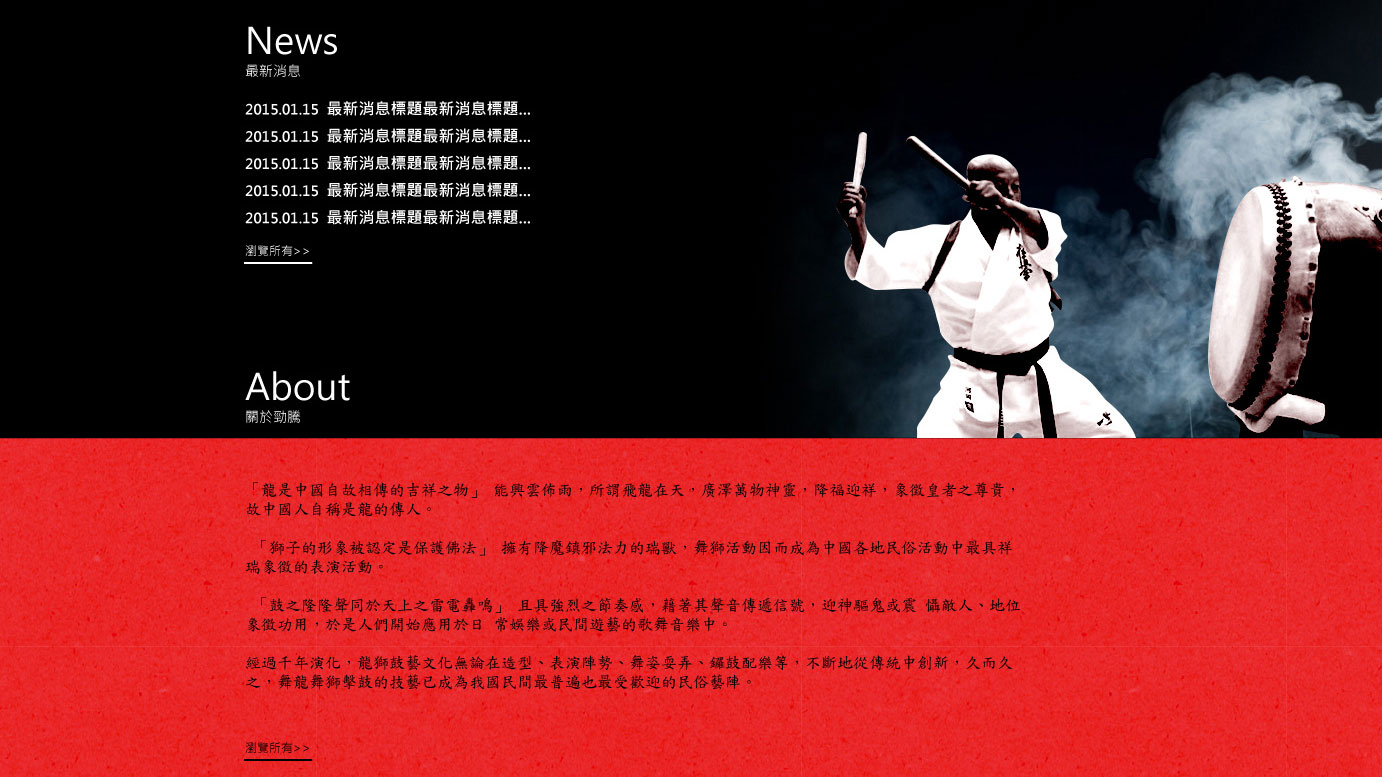 News
最新消息
2015.01.15 最新消息標題最新消息標題...
2015.01.15 最新消息標題最新消息標題...
2015.01.15 最新消息標題最新消息標題...
2015.01.15 最新消息標題最新消息標題...
2015.01.15 最新消息標題最新消息標題...
瀏覽所有>>
極真
About
關於勁騰
「龍是中國自故相傳的吉祥之物」 能興雲佈雨，所謂飛龍在天，廣澤萬物神靈，降福迎祥，象徵皇者之尊貴，
故中國人自稱是龍的傳人。
「獅子的形象被認定是保護佛法」 擁有降魔鎮邪法力的瑞獸，舞獅活動因而成為中國各地民俗活動中最具祥
瑞象徵的表演活動。
「鼓之隆隆聲同於天上之雷電轟鳴」 且具強烈之節奏感，藉著其聲音傳遞信號，迎神驅鬼或震 懾敵人、地位
象徵功用，於是人們開始應用於日 常娛樂或民間遊藝的歌舞音樂中。
經過千年演化，龍獅鼓藝文化無論在造型、表演陣勢、舞姿耍弄、鑼鼓配樂等，不斷地從傳統中創新，久而久
之，舞龍舞獅擊鼓的技藝已成為我國民間最普遍也最受歡迎的民俗藝陣。
瀏覽所有>>